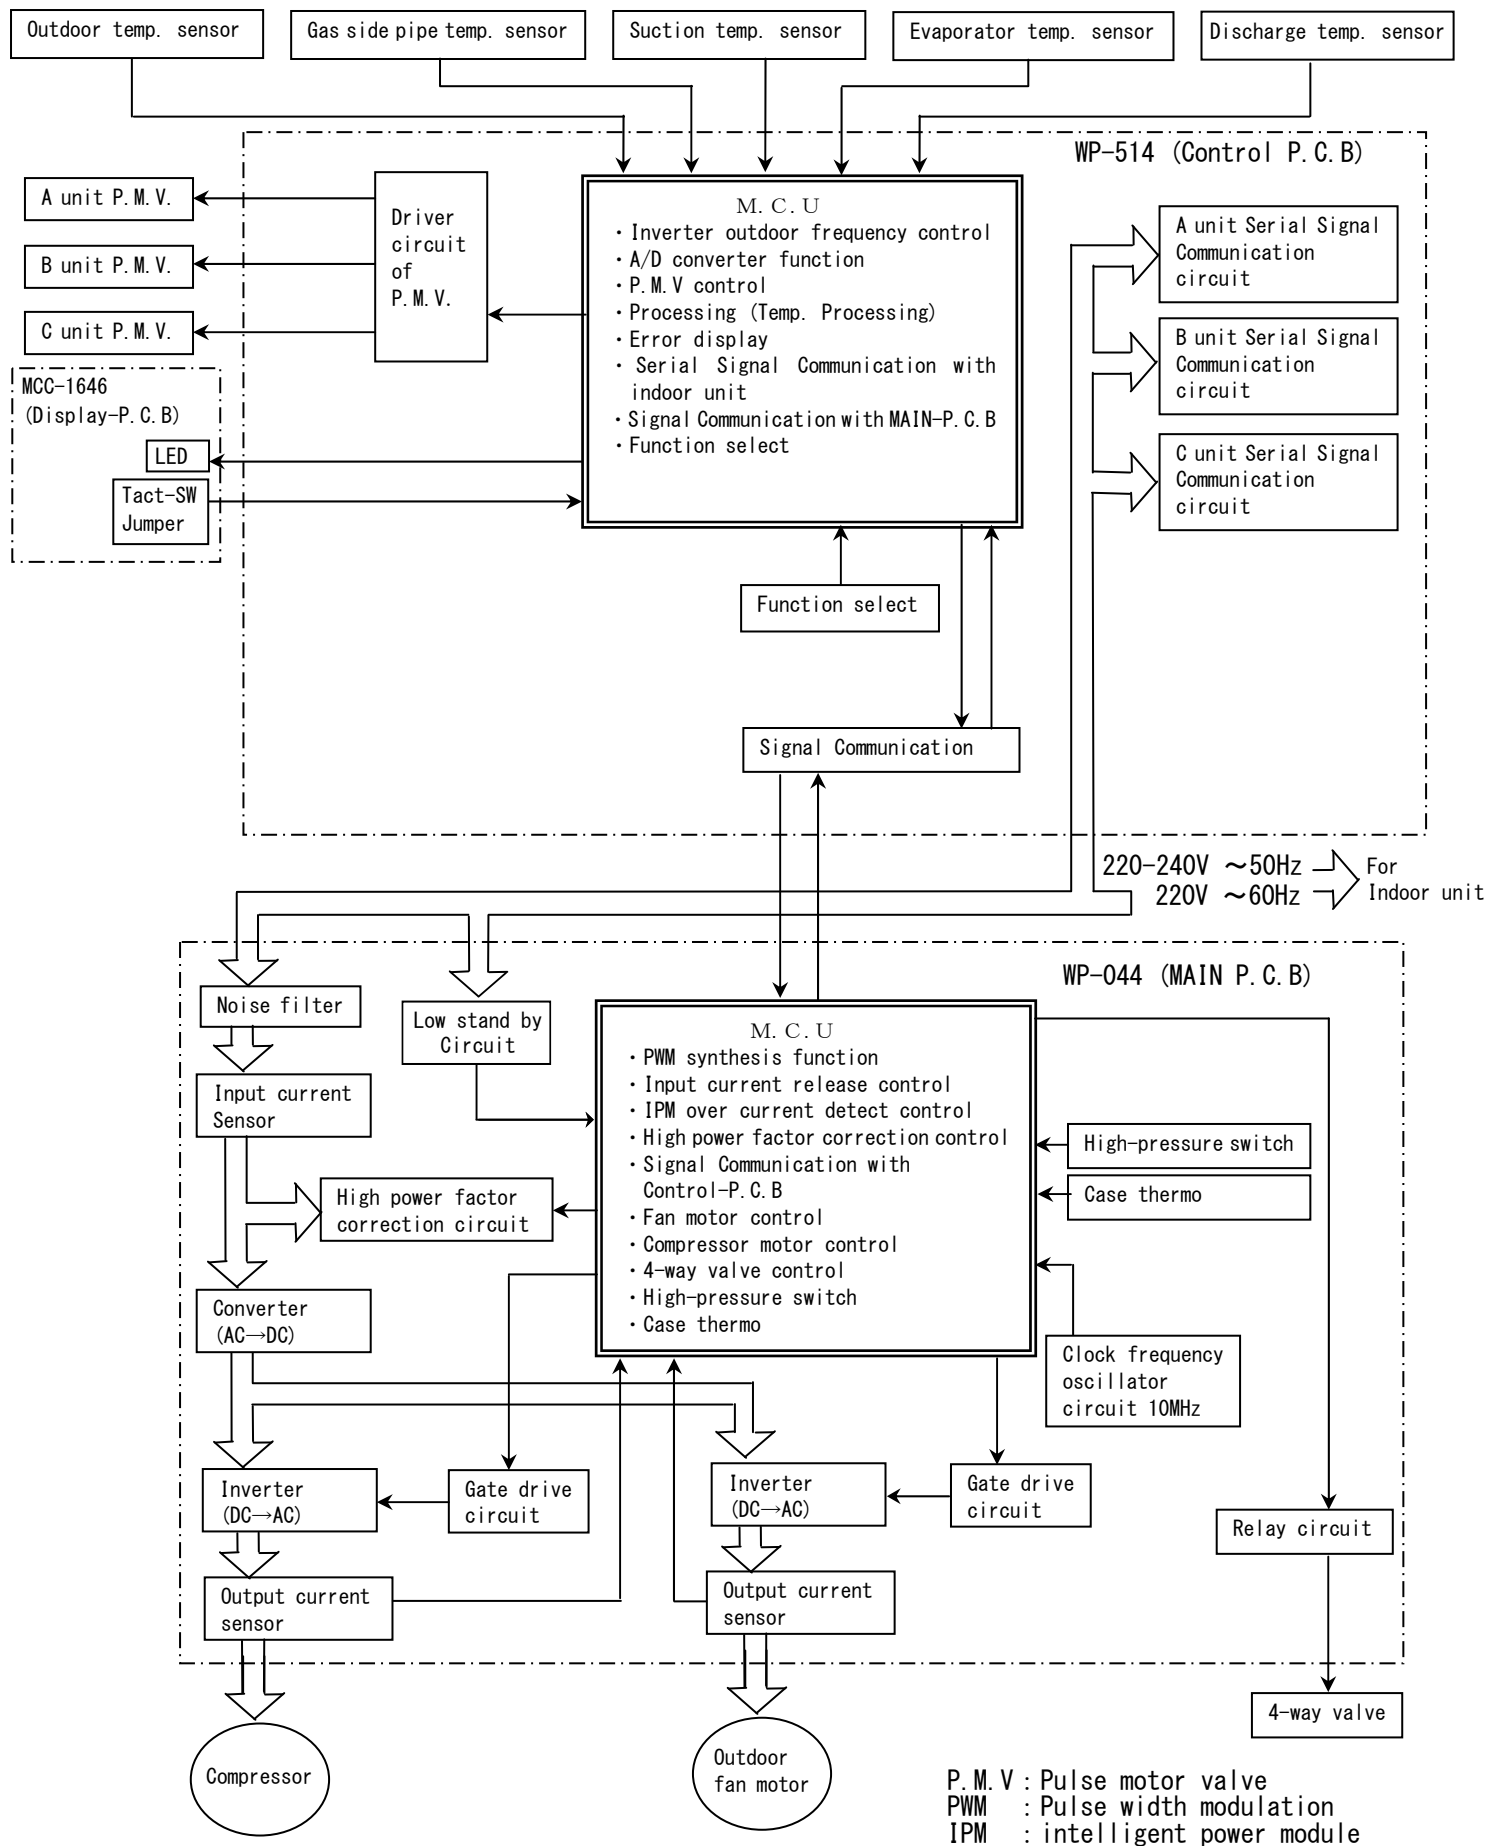 Outdoor temp. sensor
Gas side pipe temp. sensor
Suction temp. sensor
Evaporator temp. sensor
Discharge temp. sensor
WP-514 (Control P.C.B)
A unit P.M.V.
B unit P.M.V.
C unit P.M.V.
Driver
circuit
of
P.M.V.
M.C.U
・Inverter outdoor frequency control
・A/D converter function
・P.M.V control
・Processing (Temp. Processing)
・Error display
・Serial Signal Communication with
indoor unit
・Signal Communication with MAIN-P.C.B
・Function select
A unit Serial Signal
Communication
circuit
B unit Serial Signal
Communication
circuit
C unit Serial Signal
Communication
circuit
MCC-1646
(Display-P.C.B)
LED
Tact-SW
Jumper
Function select
Signal Communication
220-240V ～50Hz
220V ～60Hz
For
Indoor unit
WP-044 (MAIN P.C.B)
Noise filter
Low stand by
Circuit
Input current
Sensor
High power factor
correction circuit
M.C.U
・PWM synthesis function
・Input current release control
・IPM over current detect control
・High power factor correction control
・Signal Communication with
Control-P.C.B
・Fan motor control
・Compressor motor control
・4-way valve control
・High-pressure switch
・Case thermo
High-pressure switch
Case thermo
Converter
(AC→DC)
Clock frequency
oscillator
circuit 10MHz
Inverter
(DC→AC)
Gate drive
circuit
Inverter
(DC→AC)
Gate drive
circuit
Relay circuit
Output current
sensor
Output current
sensor
4-way valve
Compressor
Outdoor
fan motor
P.M.V : Pulse motor valve
PWM : Pulse width modulation
IPM : intelligent power module